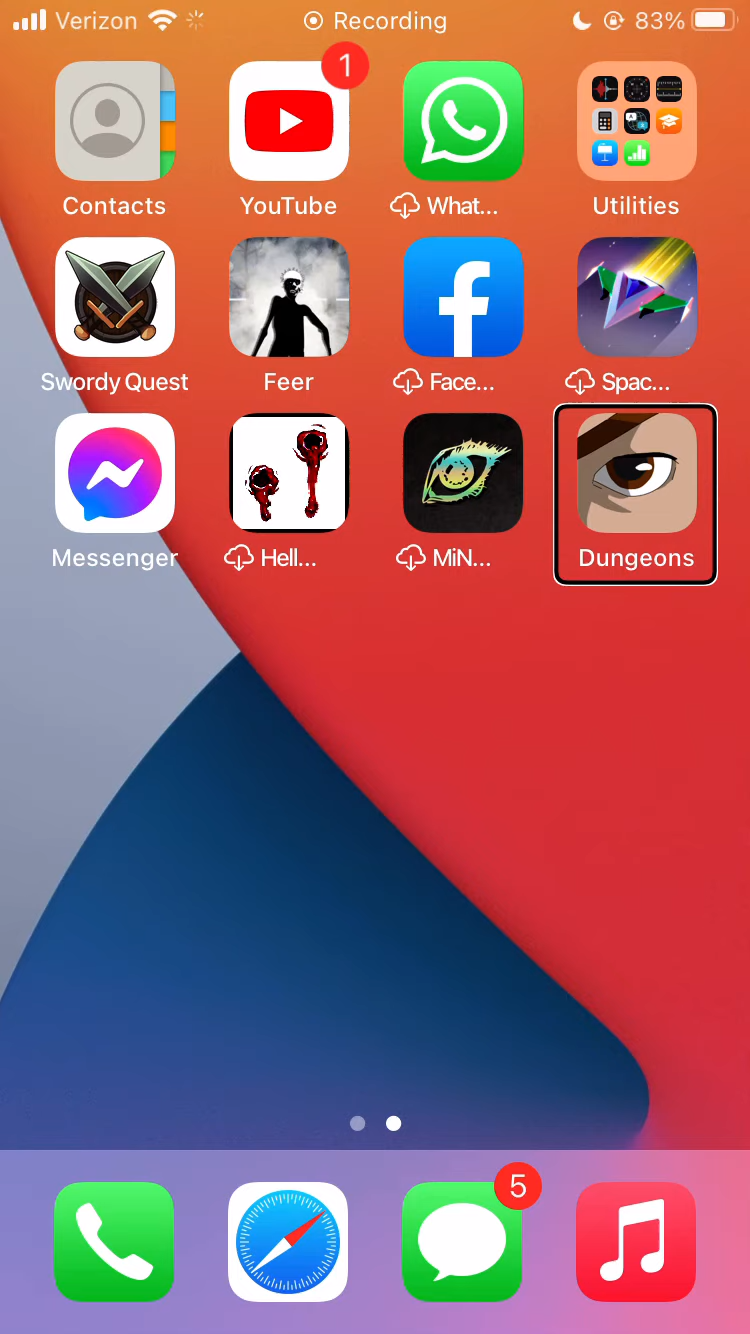 Verizon Recording 83%
1
Contacts YouTube What... Utilities
Swordy Quest Feer Face... Spac...
Messenger Hell... MiN... Dungeons
5